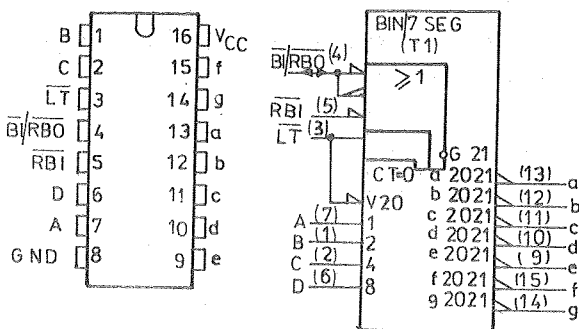 B 1 16 VCC
C 2 15 f
LT 3 14 g
BI/RBO 4 13 a
RBI 5 12 b
D 6 11 c
A 7 10 d
GND 8 9 e
BIN/7 SEG
(T1)
BI/RBO (4)
≥1
RBI (5)
LT (3)
G 21
CT=0
V20
a 2021 (13) a
b 2021 (12) b
c 2021 (11) c
d 2021 (10) d
e 2021 (9) e
f 2021 (15) f
g 2021 (14) g
A (7) 1
B (1) 2
C (2) 4
D (6) 8